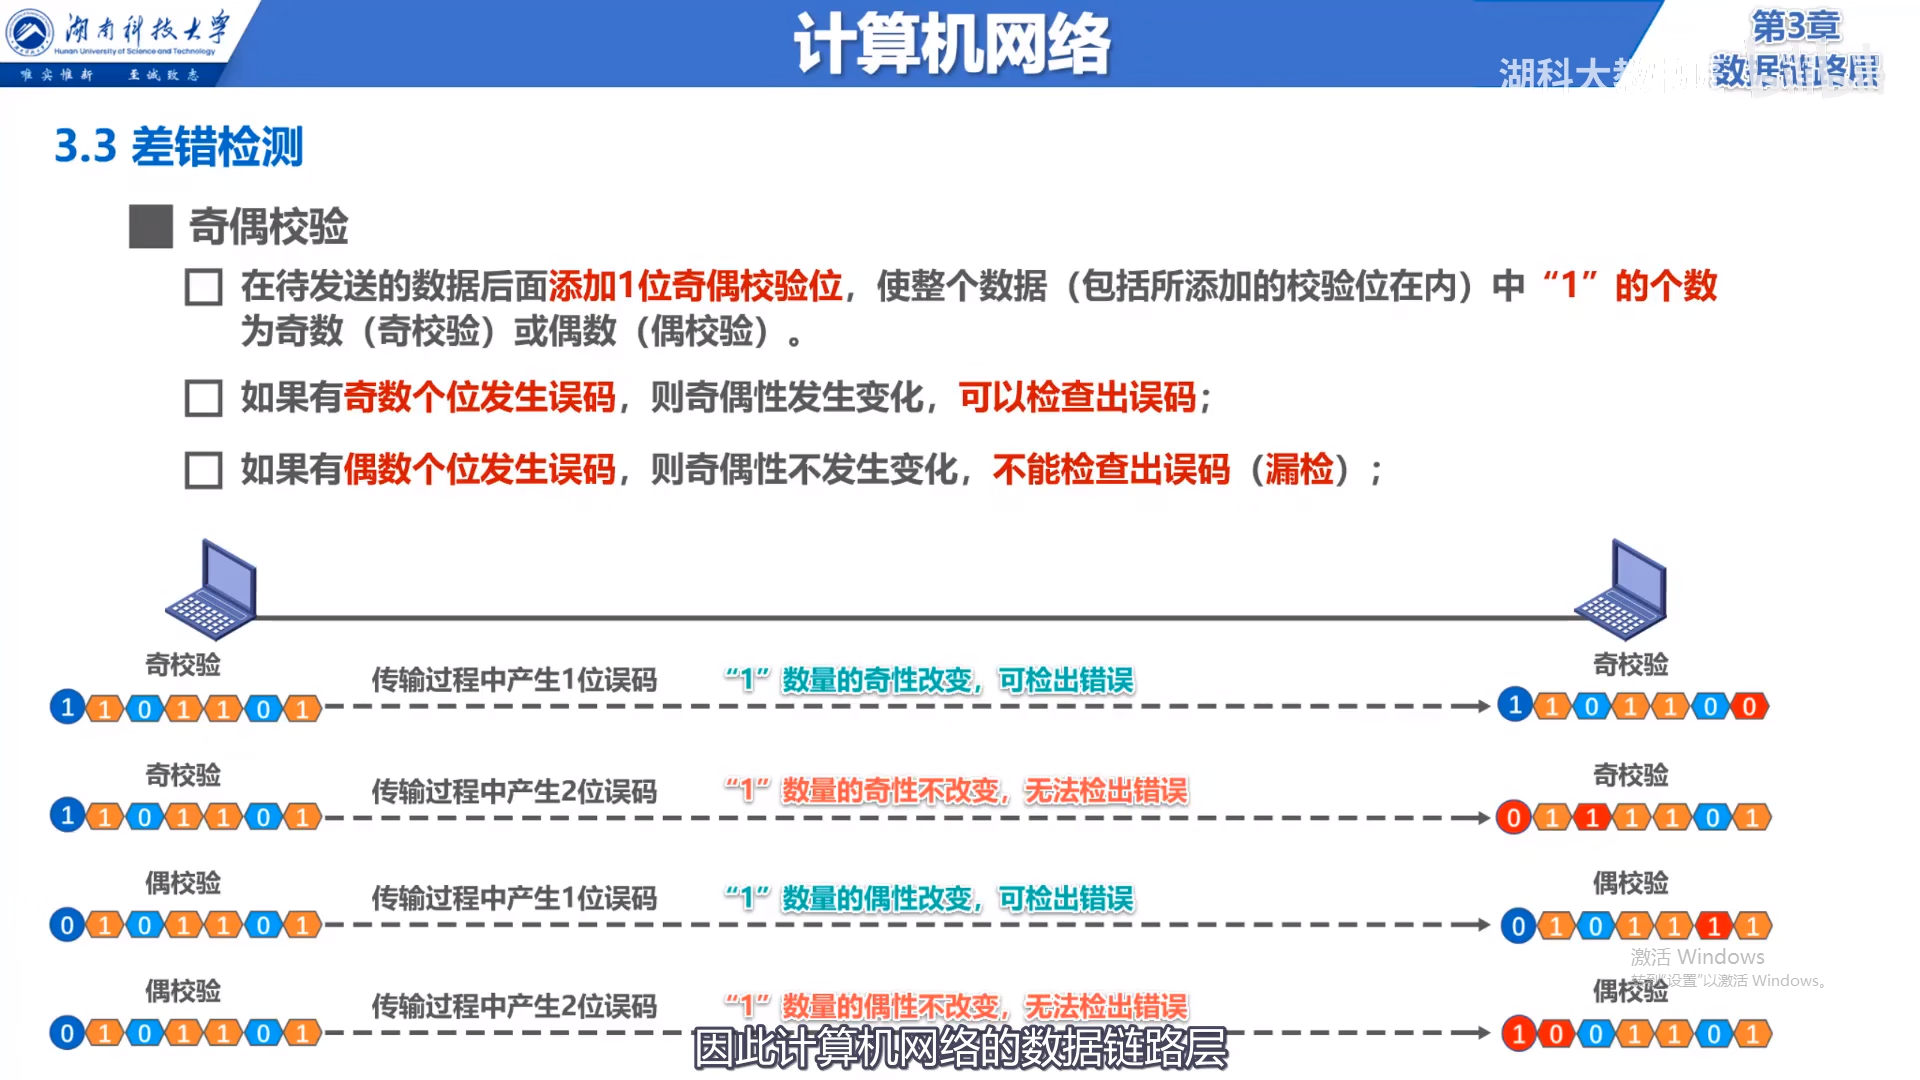 湖南科技大学
Hunan University of Science and Technology
唯实惟新 至诚致志
计算机网络
第3章
数据链路层
湖科大教
3.3 差错检测
奇偶校验
在待发送的数据后面添加1位奇偶校验位，使整个数据（包括所添加的校验位在内）中“1”的个数
为奇数（奇校验）或偶数（偶校验）。
如果有奇数个位发生误码，则奇偶性发生变化，可以检查出误码；
如果有偶数个位发生误码，则奇偶性不发生变化，不能检查出误码（漏检）；
奇校验
传输过程中产生1位误码 “1”数量的奇性改变，可检出错误
奇校验
1 1 0 1 1 0 1
1 1 0 1 1 0 0
奇校验
传输过程中产生2位误码 “1”数量的奇性不改变，无法检出错误
奇校验
1 1 0 1 1 0 1
0 1 1 1 1 0 1
偶校验
传输过程中产生1位误码 “1”数量的偶性改变，可检出错误
偶校验
0 1 0 1 1 0 1
0 1 0 1 1 1 1
激活 Windows
转到“设置”以激活 Windows。
偶校验
传输过程中产生2位误码 “1”数量的偶性不改变，无法检出错误
偶校验
0 1 0 1 1 0 1
1 0 0 1 1 0 1
因此计算机网络的数据链路层